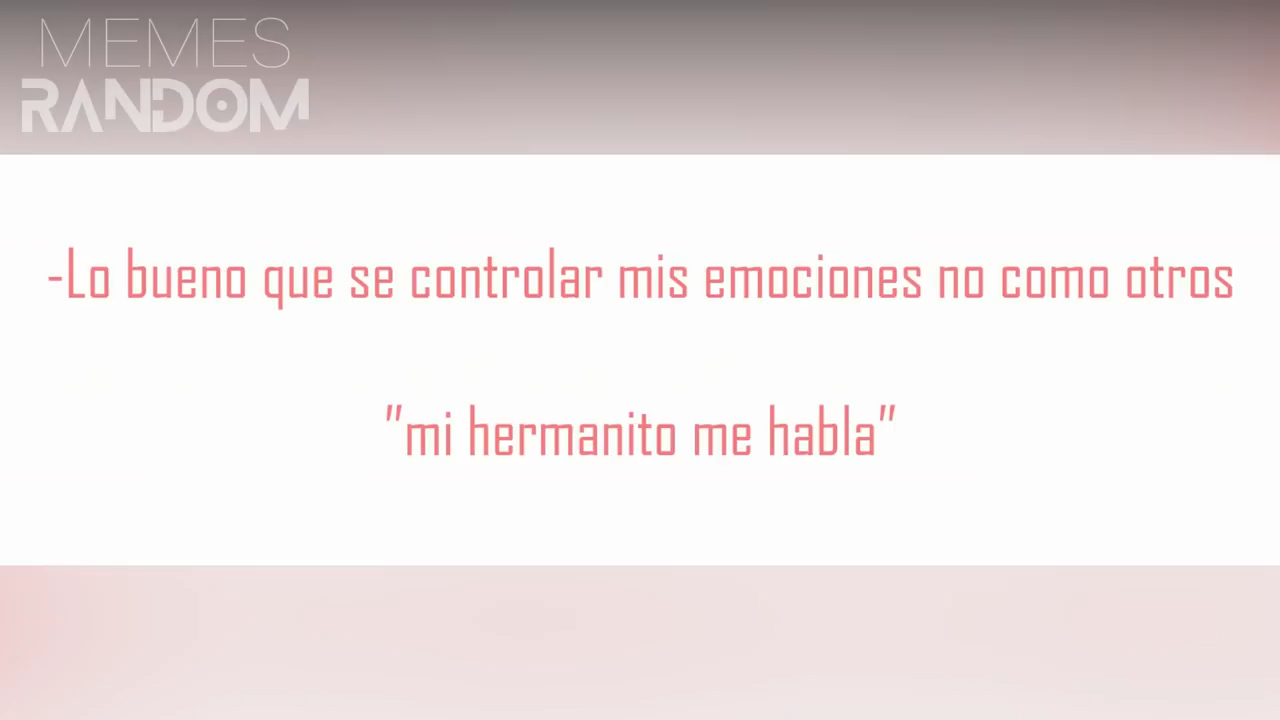 MEMES
RANDOM
-Lo bueno que se controlar mis emociones no como otros
"mi hermanito me habla"